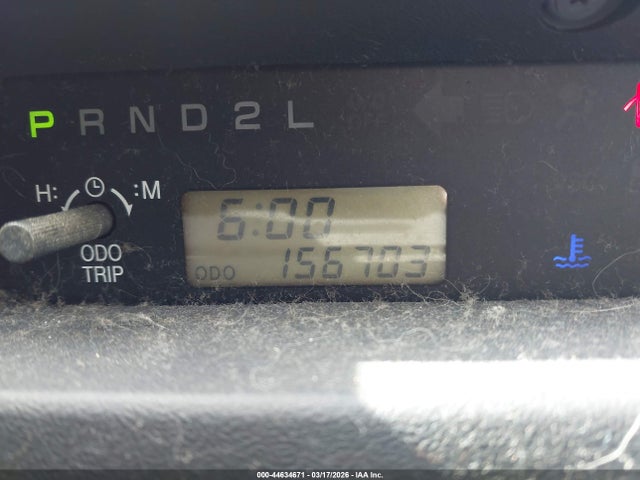 P R N D 2 L
H: :M
6:00
ODO 156703
ODO
TRIP
000-44634671 - 03/17/2026 - IAA Inc.